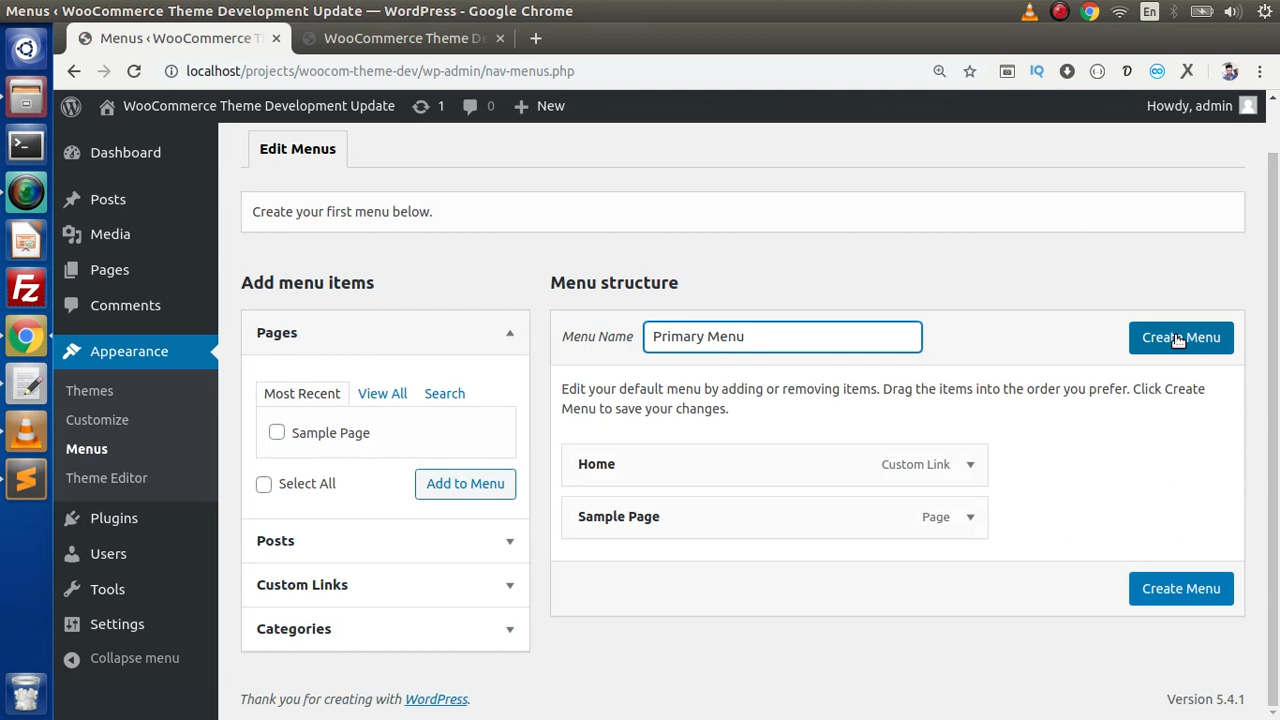 Menus ‹ WooCommerce Theme Development Update — WordPress - Google Chrome
En
Menus ‹ WooCommerce T
WooCommerce Theme De
localhost/projects/woocom-theme-dev/wp-admin/nav-menus.php
IQ
WooCommerce Theme Development Update
1
0
New
Howdy, admin
Dashboard
Posts
Media
Pages
Comments
Appearance
Themes
Customize
Menus
Theme Editor
Plugins
Users
Tools
Settings
Collapse menu
Edit Menus
Create your first menu below.
Add menu items
Pages
Most Recent
View All
Search
Sample Page
Select All
Add to Menu
Posts
Custom Links
Categories
Menu structure
Menu Name
Primary Menu
Create Menu
Edit your default menu by adding or removing items. Drag the items into the order you prefer. Click Create
Menu to save your changes.
Home
Custom Link
Sample Page
Page
Create Menu
Thank you for creating with WordPress.
Version 5.4.1